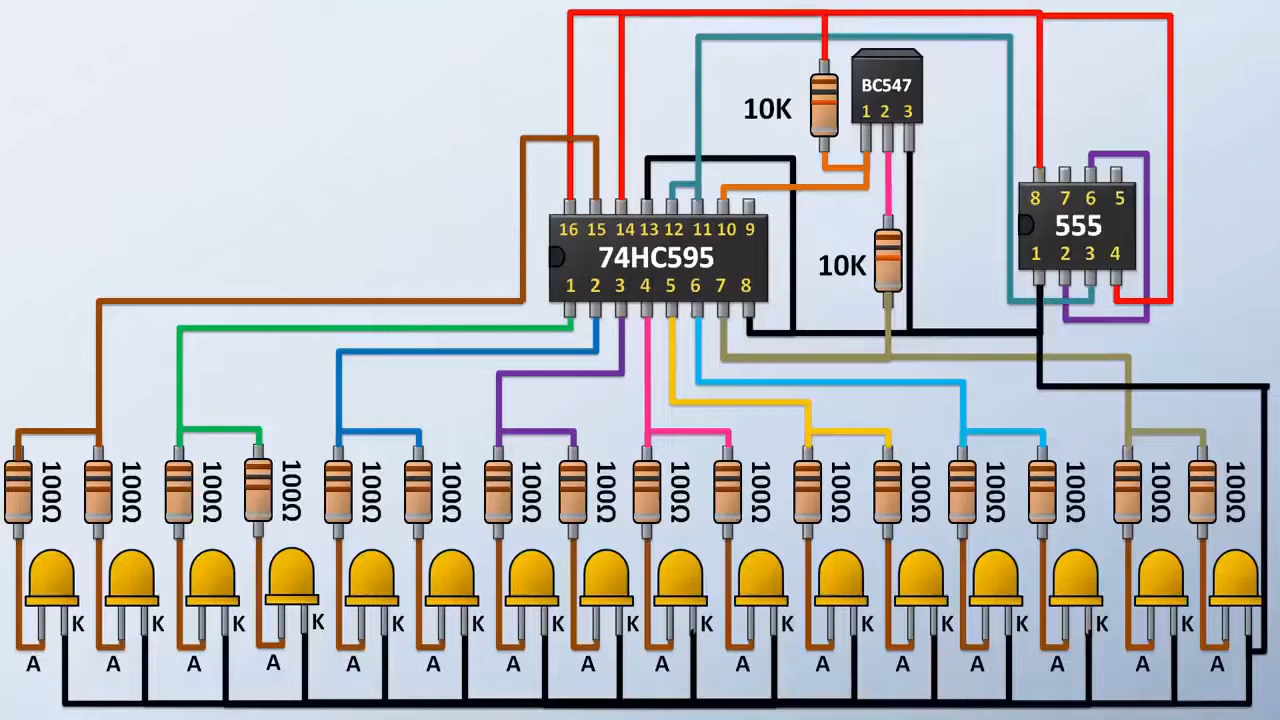 BC547
10K
1 2 3
8 7 6 5
555
1 2 3 4
16 15 14 13 12 11 10 9
74HC595
1 2 3 4 5 6 7 8
10K
100Ω 100Ω 100Ω 100Ω 100Ω 100Ω 100Ω 100Ω 100Ω 100Ω 100Ω 100Ω 100Ω 100Ω 100Ω 100Ω
K K K K K K K K K K K K K K K
A A A A A A A A A A A A A A A A